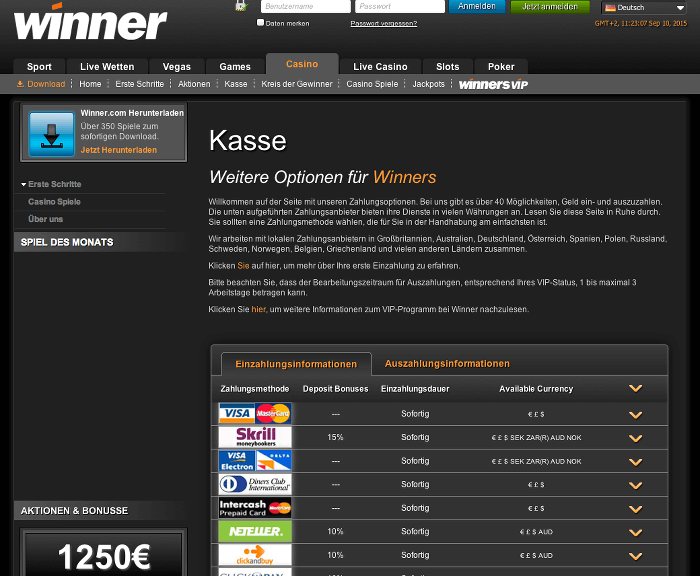 winner
Benutzername
Passwort
Anmelden
Jetzt anmelden
Deutsch
Daten merken
Passwort vergessen?
GMT+2, 11:23:07 Sep 10, 2015
Sport
Live Wetten
Vegas
Games
Casino
Live Casino
Slots
Poker
Download
Home
Erste Schritte
Aktionen
Kasse
Kreis der Gewinner
Casino Spiele
Jackpots
winnersVIP
Winner.com Herunterladen
Über 350 Spiele zum
sofortigen Download.
Jetzt Herunterladen
Erste Schritte
Casino Spiele
Über uns
SPIEL DES MONATS
AKTIONEN & BONUSSE
1250€
Kasse
Weitere Optionen für Winners
Willkommen auf der Seite mit unseren Zahlungsoptionen. Bei uns gibt es über 40 Möglichkeiten, Geld ein- und auszuzahlen.
Die unten aufgeführten Zahlungsanbieter bieten ihre Dienste in vielen Währungen an. Lesen Sie diese Seite in Ruhe durch.
Sie sollten eine Zahlungsmethode wählen, die für Sie in der Handhabung am einfachsten ist.
Wir arbeiten mit lokalen Zahlungsanbietern in Großbritannien, Australien, Deutschland, Österreich, Spanien, Polen, Russland,
Schweden, Norwegen, Belgien, Griechenland und vielen anderen Ländern zusammen.
Klicken Sie auf hier, um mehr über Ihre erste Einzahlung zu erfahren.
Bitte beachten Sie, dass der Bearbeitungszeitraum für Auszahlungen, entsprechend Ihres VIP-Status, 1 bis maximal 3
Arbeitstage betragen kann.
Klicken Sie hier, um weitere Informationen zum VIP-Programm bei Winner nachzulesen.
Einzahlungsinformationen
Auszahlungsinformationen
Zahlungsmethode Deposit Bonuses Einzahlungsdauer Available Currency
VISA MasterCard --- Sofortig € £ $
Skrill moneybookers 15% Sofortig € £ $ SEK ZAR(R) AUD NOK
VISA Electron DELTA --- Sofortig € £ $ SEK ZAR(R) AUD NOK
Diners Club International --- Sofortig € £ $
Intercash Prepaid Card MasterCard --- Sofortig € £ $
NETELLER. 10% Sofortig € £ $ AUD
clickandbuy 10% Sofortig € £ $ AUD